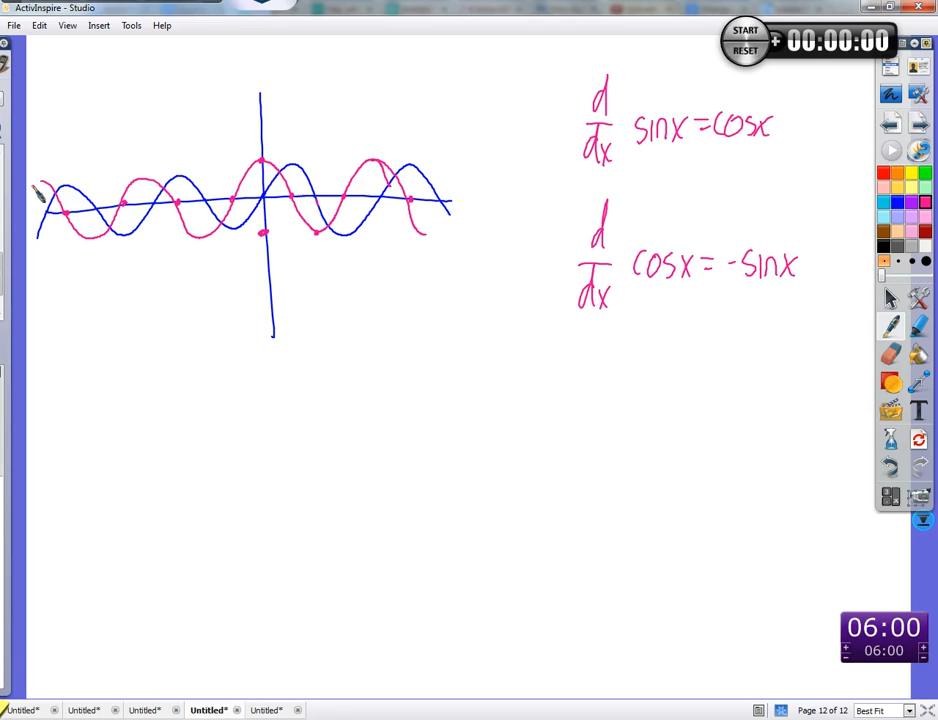 ActivInspire - Studio
File Edit View Insert Tools Help
START
RESET
00:00:00
d
dx
sinx=cosx
d
dx
cosx= -sinx
T
06:00
06:00
Untitled* Untitled* Untitled* Untitled* Untitled*
Page 12 of 12 Best Fit